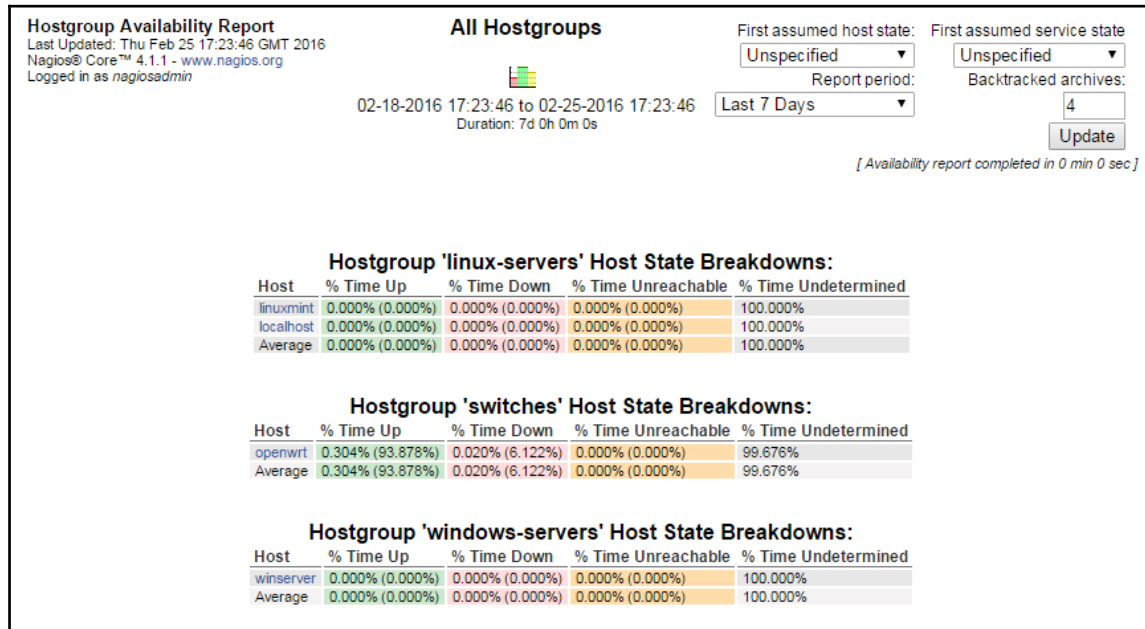 Hostgroup Availability Report
Last Updated: Thu Feb 25 17:23:46 GMT 2016
Nagios® Core™ 4.1.1 - www.nagios.org
Logged in as nagiosadmin
All Hostgroups
02-18-2016 17:23:46 to 02-25-2016 17:23:46
Duration: 7d 0h 0m 0s
First assumed host state: First assumed service state
Unspecified Unspecified
Report period: Backtracked archives:
Last 7 Days 4
Update
[ Availability report completed in 0 min 0 sec ]
Hostgroup 'linux-servers' Host State Breakdowns:
Host % Time Up % Time Down % Time Unreachable % Time Undetermined
linuxmint 0.000% (0.000%) 0.000% (0.000%) 0.000% (0.000%) 100.000%
localhost 0.000% (0.000%) 0.000% (0.000%) 0.000% (0.000%) 100.000%
Average 0.000% (0.000%) 0.000% (0.000%) 0.000% (0.000%) 100.000%
Hostgroup 'switches' Host State Breakdowns:
Host % Time Up % Time Down % Time Unreachable % Time Undetermined
openwrt 0.304% (93.878%) 0.020% (6.122%) 0.000% (0.000%) 99.676%
Average 0.304% (93.878%) 0.020% (6.122%) 0.000% (0.000%) 99.676%
Hostgroup 'windows-servers' Host State Breakdowns:
Host % Time Up % Time Down % Time Unreachable % Time Undetermined
winserver 0.000% (0.000%) 0.000% (0.000%) 0.000% (0.000%) 100.000%
Average 0.000% (0.000%) 0.000% (0.000%) 0.000% (0.000%) 100.000%